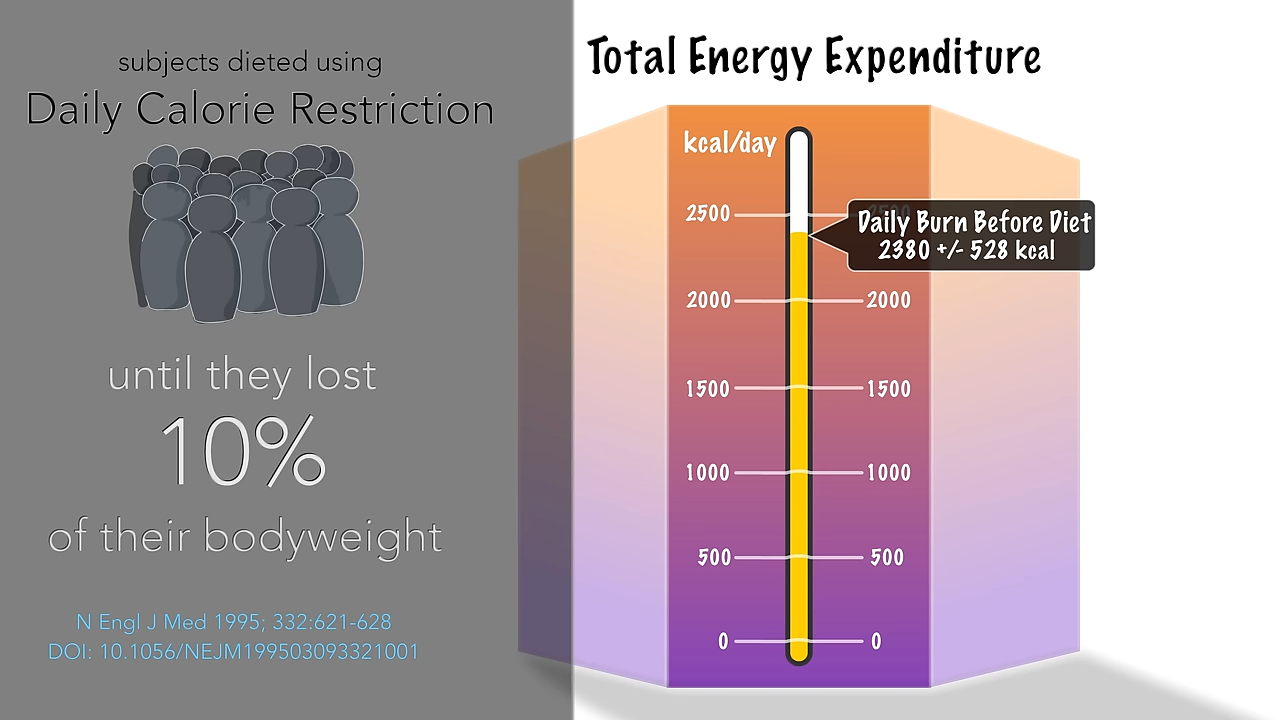 subjects dieted using
Daily Calorie Restriction
until they lost
10%
of their bodyweight
N Engl J Med 1995; 332:621-628
DOI: 10.1056/NEJM199503093321001
Total Energy Expenditure
kcal/day
2500 2500
Daily Burn Before Diet
2380 +/- 528 kcal
2000 2000
1500 1500
1000 1000
500 500
0 0